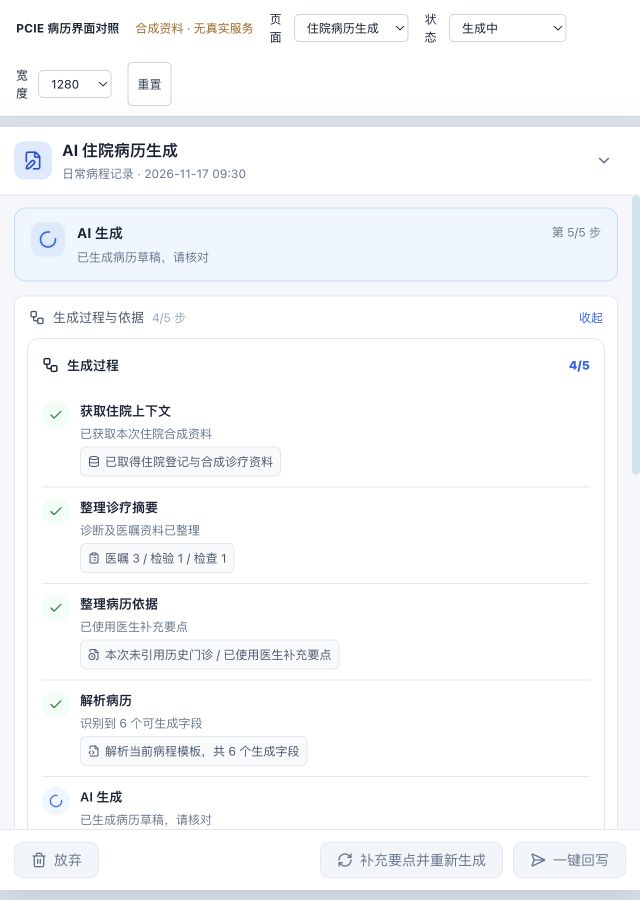 PCIE 病历界面对照 合成资料 · 无真实服务 页面 住院病历生成 状态 生成中
宽度 1280 重置
AI 住院病历生成
日常病程记录 · 2026-11-17 09:30
AI 生成 第 5/5 步
已生成病历草稿，请核对
生成过程与依据 4/5 步 收起
生成过程 4/5
获取住院上下文
已获取本次住院合成资料
已取得住院登记与合成诊疗资料
整理诊疗摘要
诊断及医嘱资料已整理
医嘱 3 / 检验 1 / 检查 1
整理病历依据
已使用医生补充要点
本次未引用历史门诊 / 已使用医生补充要点
解析病历
识别到 6 个可生成字段
解析当前病程模板，共 6 个生成字段
AI 生成
已生成病历草稿，请核对
放弃 补充要点并重新生成 一键回写